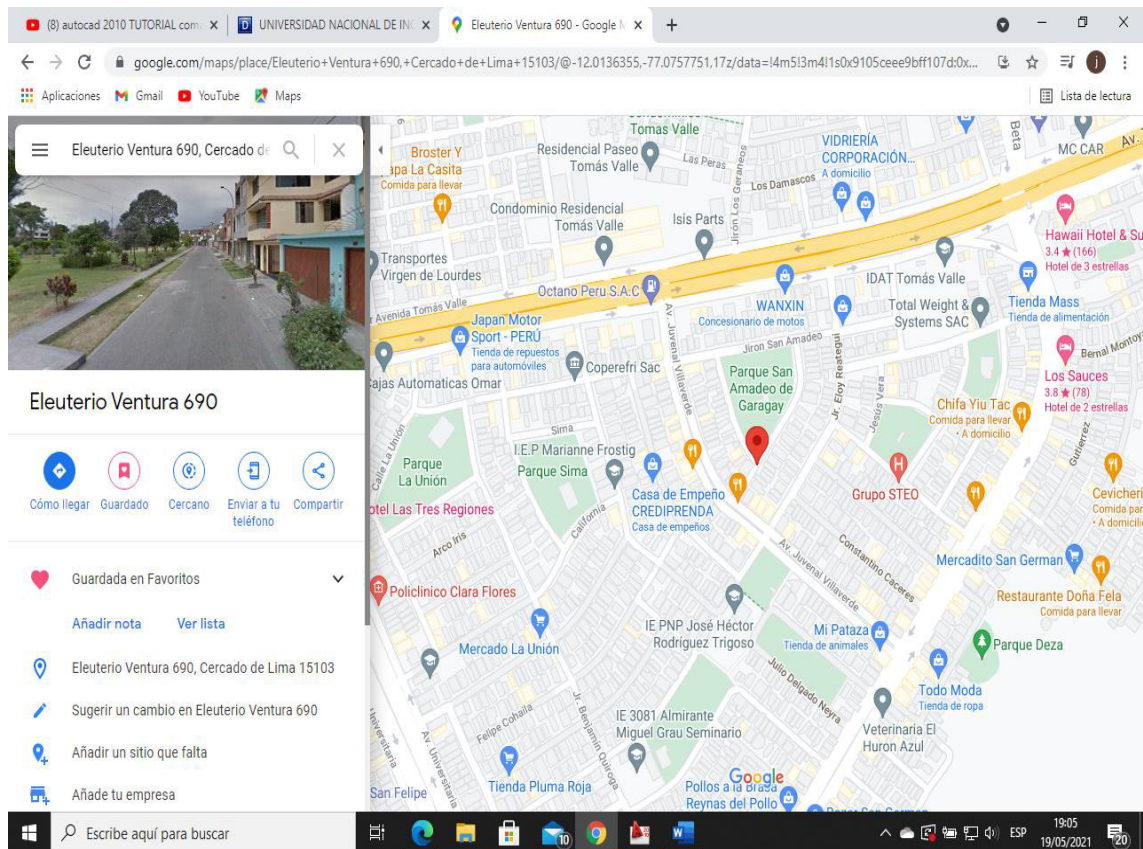 (8) autocad 2010 TUTORIAL com
UNIVERSIDAD NACIONAL DE IN
Eleuterio Ventura 690 - Google M
google.com/maps/place/Eleuterio+Ventura+690,+Cercado+de+Lima+15103/@-12.0136355,-77.0757751,17z/data=!4m5!3m4!1s0x9105ceee9bff107d:0x...
j
Aplicaciones
Gmail
YouTube
Maps
Lista de lectura
Eleuterio Ventura 690, Cercado de
Eleuterio Ventura 690
Cómo llegar
Guardado
Cercano
Enviar a tu
teléfono
Compartir
Guardada en Favoritos
Añadir nota
Ver lista
Eleuterio Ventura 690, Cercado de Lima 15103
Sugerir un cambio en Eleuterio Ventura 690
Añadir un sitio que falta
Añade tu empresa
Tomas Valle
Broster Y
apa La Casita
Comida para llevar
Residencial Paseo
Tomás Valle
Las Peras
Jirón Los Geraneos
VIDRIERÍA
CORPORACIÓN...
A domicilio
Los Damascos
Beta
MC CAR
Av.
Condominio Residencial
Tomás Valle
Isis Parts
Hawaii Hotel & Su
3.4 ★ (166)
Hotel de 3 estrellas
Transportes
Virgen de Lourdes
Octano Peru S.A.C
IDAT Tomás Valle
WANXIN
Concesionario de motos
Total Weight &
Systems SAC
Tienda Mass
Tienda de alimentación
Avenida Tomás Valle
Japan Motor
Sport - PERÚ
Tienda de repuestos
para automóviles
Av. Juvenal Villaverde
Jiron San Amadeo
Jr. Eloy Reategui
Bernal Montoya
Cajas Automaticas Omar
Coperefri Sac
Parque San
Amadeo de
Garagay
Jesús Vera
Los Sauces
3.8 ★ (78)
Hotel de 2 estrellas
Chifa Yiu Tac
Comida para llevar
• A domicilio
Gutierrez
Calle La Unión
Parque
La Unión
Sima
I.E.P Marianne Frostig
Parque Sima
Casa de Empeño
CREDIPRENDA
Casa de empeños
H
Grupo STEO
Cevicheri
Comida par
• A domicilio
otel Las Tres Regiones
California
Arco Iris
Av. Juvenal Villaverde
Constantino Caceres
Mercadito San German
Policlinico Clara Flores
Restaurante Doña Fela
Comida para llevar
IE PNP José Héctor
Rodriguez Trigoso
Mi Pataza
Tienda de animales
Parque Deza
Mercado La Unión
Julio Delgado Neyra
Todo Moda
Tienda de ropa
Universitaria
Av. Universitaria
Felipe Cohaila
Jr. Benjamin Quiroga
IE 3081 Almirante
Miguel Grau Seminario
Veterinaria El
Huron Azul
San Felipe
Tienda Pluma Roja
Google
Pollos a la Brasa
Reynas del Pollo
Escribe aquí para buscar
10
ESP
19:05
19/05/2021
20